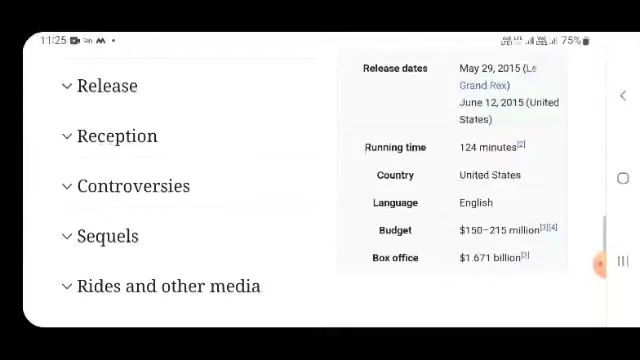 11:25
75%
Release
Reception
Controversies
Sequels
Rides and other media
Release dates May 29, 2015 (Le
Grand Rex)
June 12, 2015 (United
States)
Running time 124 minutes[2]
Country United States
Language English
Budget $150–215 million[3][4]
Box office $1.671 billion[3]